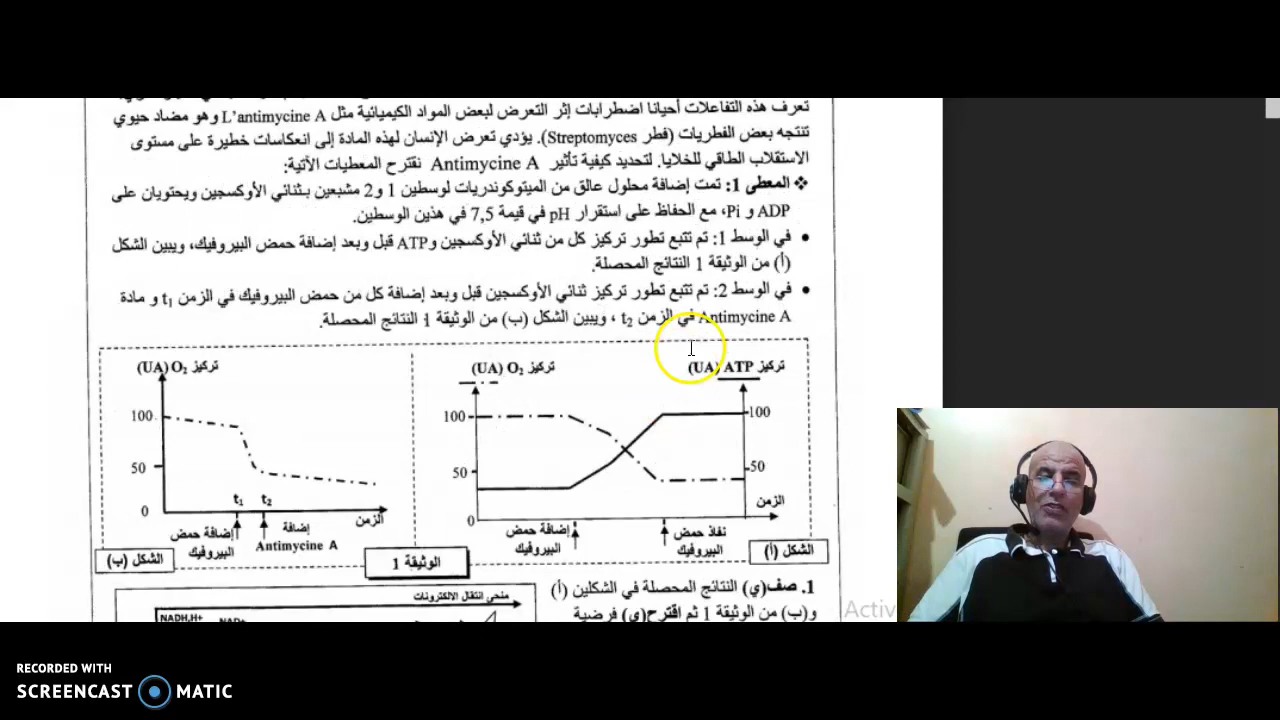 تعرف هذه التفاعلات أحيانا اضطرابات إثر التعرض لبعض المواد الكيميائية مثل L'antimycine A وهو مضاد حيوي
تنتجه بعض الفطريات (فطر Streptomyces). يؤدي تعرض الإنسان لهذه المادة إلى انعكاسات خطيرة على مستوى
الاستقلاب الطاقي للخلايا. لتحديد كيفية تأثير Antimycine A نقترح المعطيات الآتية:
❖ المعطى 1: تمت إضافة محلول عالق من الميتوكوندريات لوسطين 1 و2 مشبعين بـثنائي الأوكسجين ويحتويان على
ADP و Pi، مع الحفاظ على استقرار pH في قيمة 7,5 في هذين الوسطين.
• في الوسط 1: تم تتبع تطور تركيز كل من ثنائي الأوكسجين وATP قبل وبعد إضافة حمض البيروفيك، ويبين الشكل
(أ) من الوثيقة 1 النتائج المحصلة.
• في الوسط 2: تم تتبع تطور تركيز ثنائي الأوكسجين قبل وبعد إضافة كل من حمض البيروفيك في الزمن t₁ و مادة
Antimycine A في الزمن t₂ ، ويبين الشكل (ب) من الوثيقة 1 النتائج المحصلة.
تركيز ATP (UA)
تركيز O₂ (UA)
100
50
100
50
0
الزمن
إضافة حمض
البيروفيك
نفاذ حمض
البيروفيك
الشكل (أ)
تركيز O₂ (UA)
100
50
0
t₁
t₂
الزمن
إضافة حمض
البيروفيك
إضافة
Antimycine A
الشكل (ب)
الوثيقة 1
1. صف(ي) النتائج المحصلة في الشكلين (أ)
و(ب) من الوثيقة 1 ثم اقترح(ي) فرضية
منحى انتقال الالكترونات
NADH,H+
NAD+
Activ
RECORDED WITH
SCREENCAST MATIC